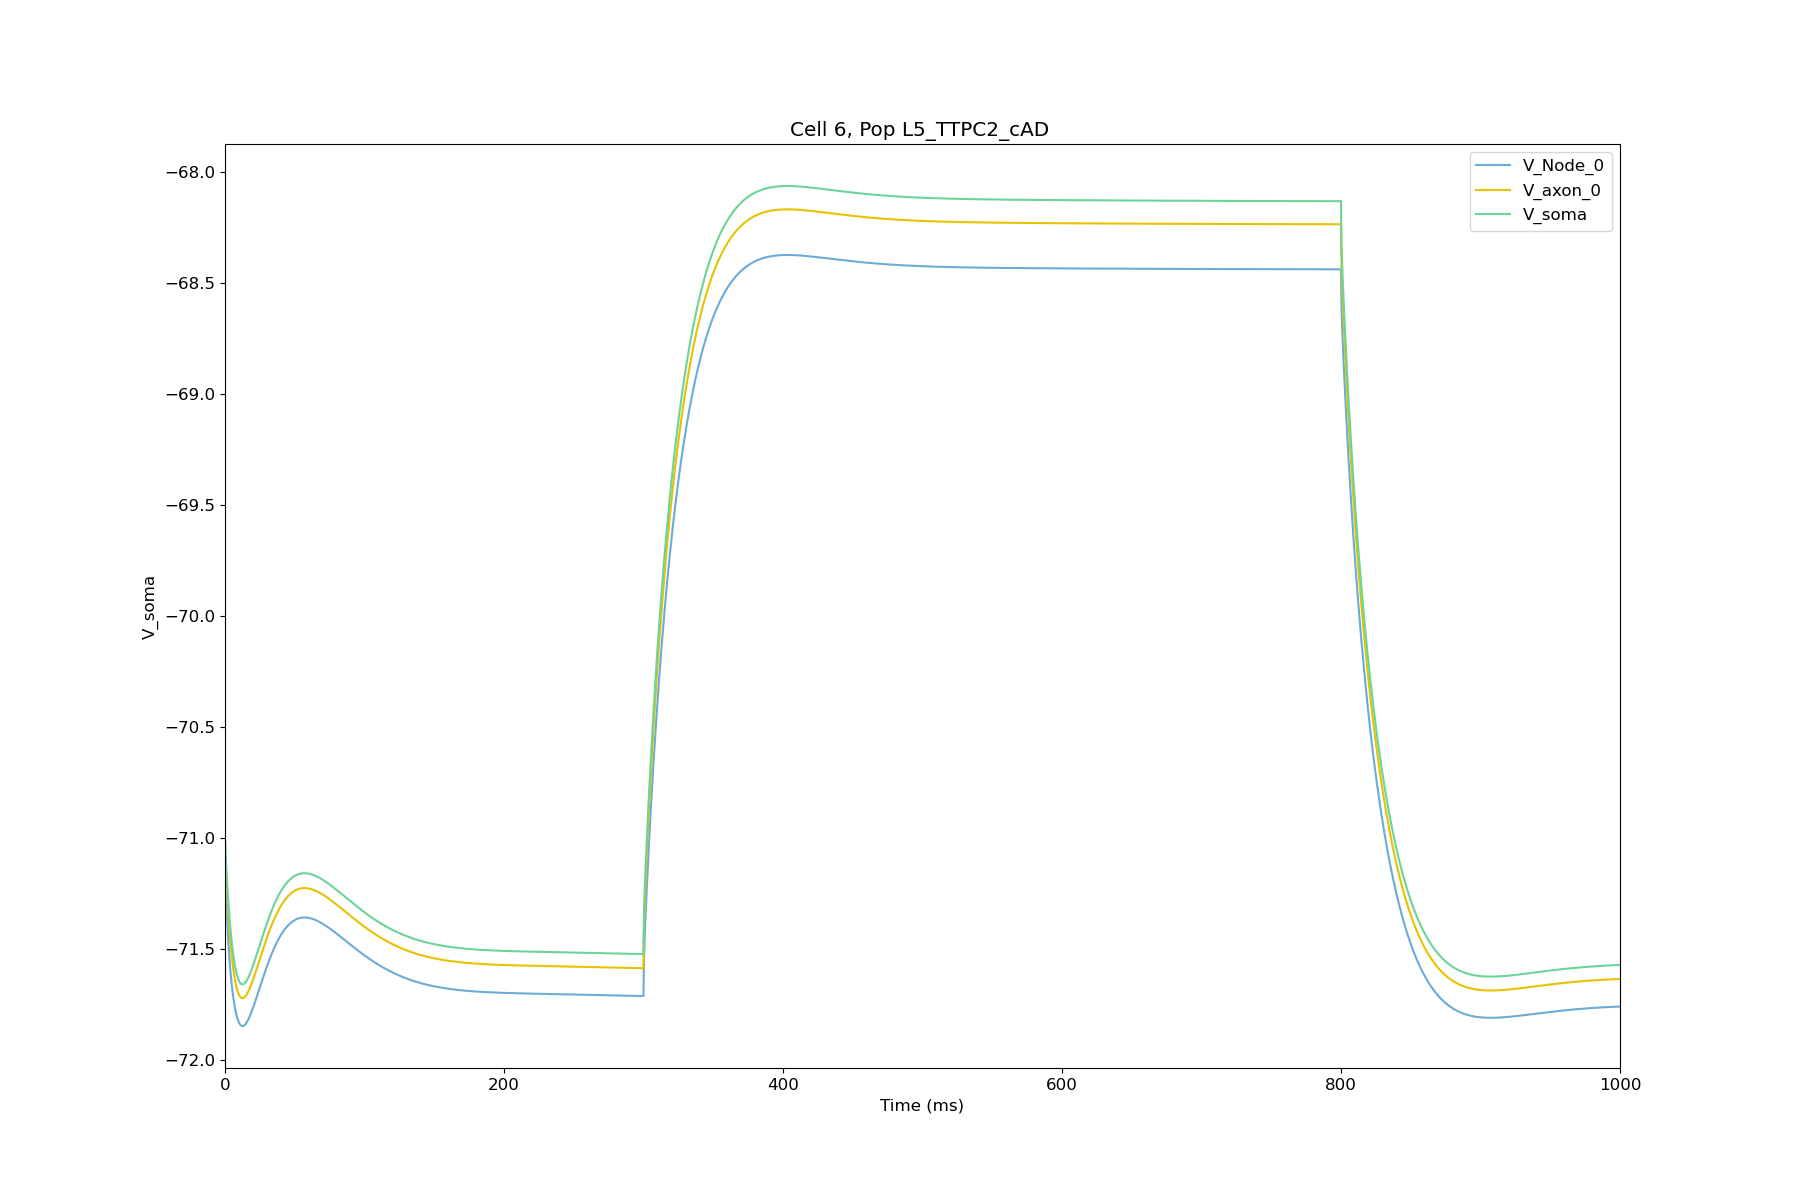 Cell 6, Pop L5_TTPC2_cAD
V_Node_0
V_axon_0
V_soma
−68.0
−68.5
−69.0
−69.5
−70.0
−70.5
−71.0
−71.5
−72.0
V_soma
0 200 400 600 800 1000
Time (ms)